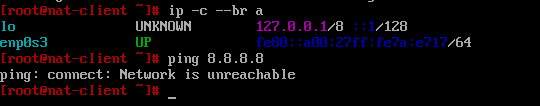 [root@nat-client ~]# ip -c --br a
lo UNKNOWN 127.0.0.1/8 ::1/128
enp0s3 UP fe80::a00:27ff:fe7a:e717/64
[root@nat-client ~]# ping 8.8.8.8
ping: connect: Network is unreachable
[root@nat-client ~]# _